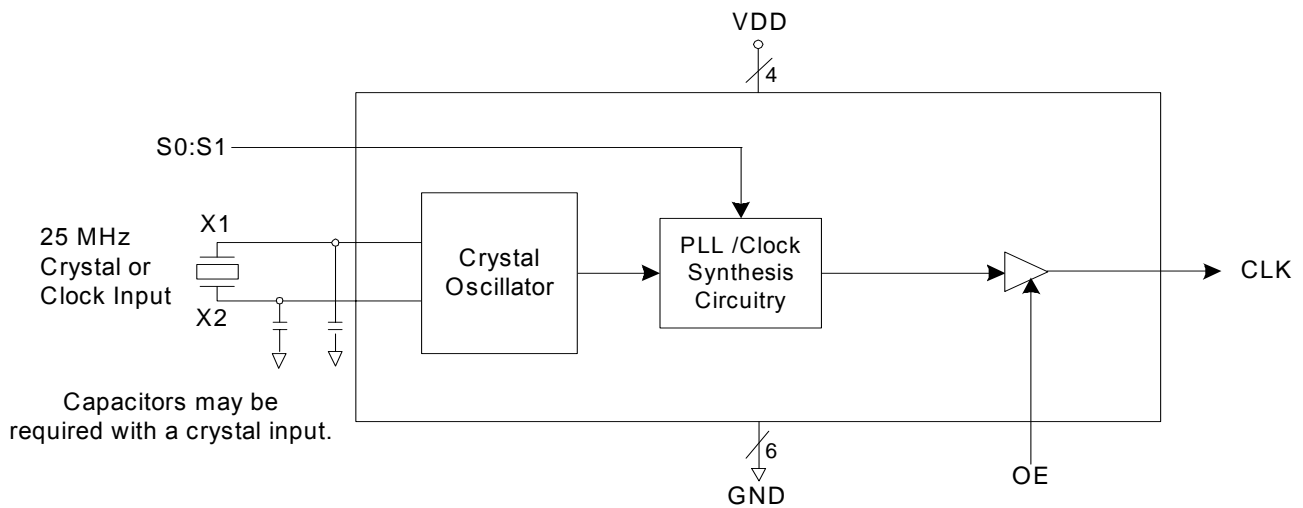 VDD
4
S0:S1
X1
25 MHz
Crystal or
Clock Input
X2
Crystal
Oscillator
PLL /Clock
Synthesis
Circuitry
CLK
Capacitors may be
required with a crystal input.
6
GND
OE